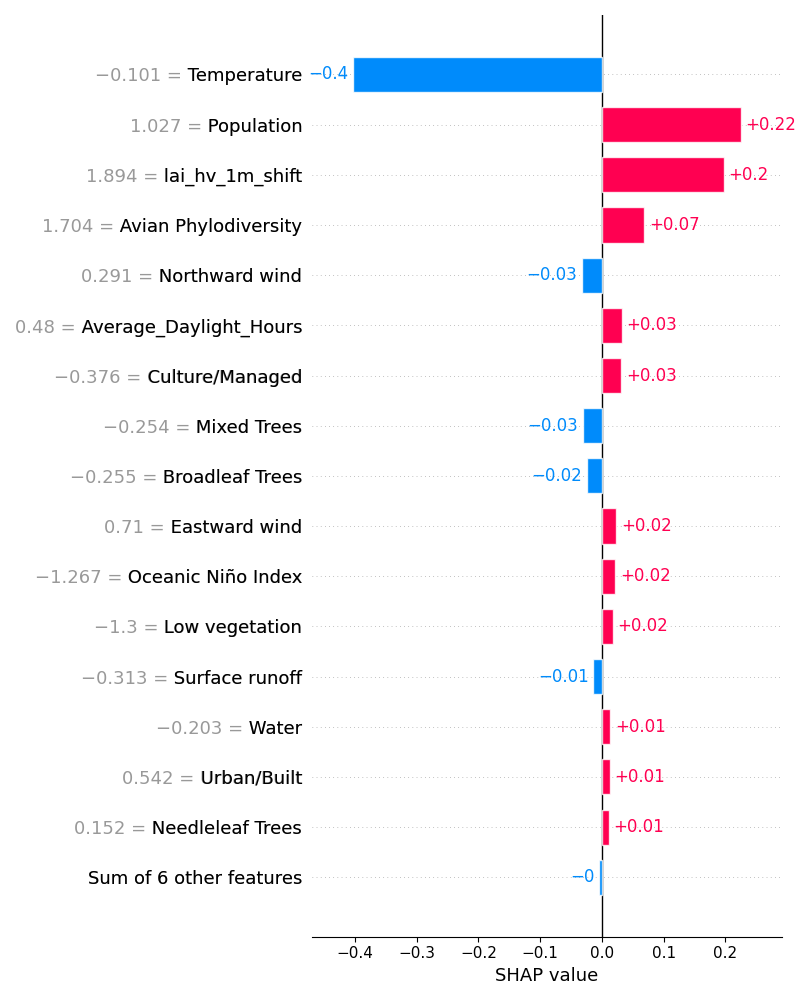 −0.101 = Temperature −0.4
1.027 = Population +0.22
1.894 = lai_hv_1m_shift +0.2
1.704 = Avian Phylodiversity +0.07
0.291 = Northward wind −0.03
0.48 = Average_Daylight_Hours +0.03
−0.376 = Culture/Managed +0.03
−0.254 = Mixed Trees −0.03
−0.255 = Broadleaf Trees −0.02
0.71 = Eastward wind +0.02
−1.267 = Oceanic Niño Index +0.02
−1.3 = Low vegetation +0.02
−0.313 = Surface runoff −0.01
−0.203 = Water +0.01
0.542 = Urban/Built +0.01
0.152 = Needleleaf Trees +0.01
Sum of 6 other features −0
−0.4 −0.3 −0.2 −0.1 0.0 0.1 0.2
SHAP value